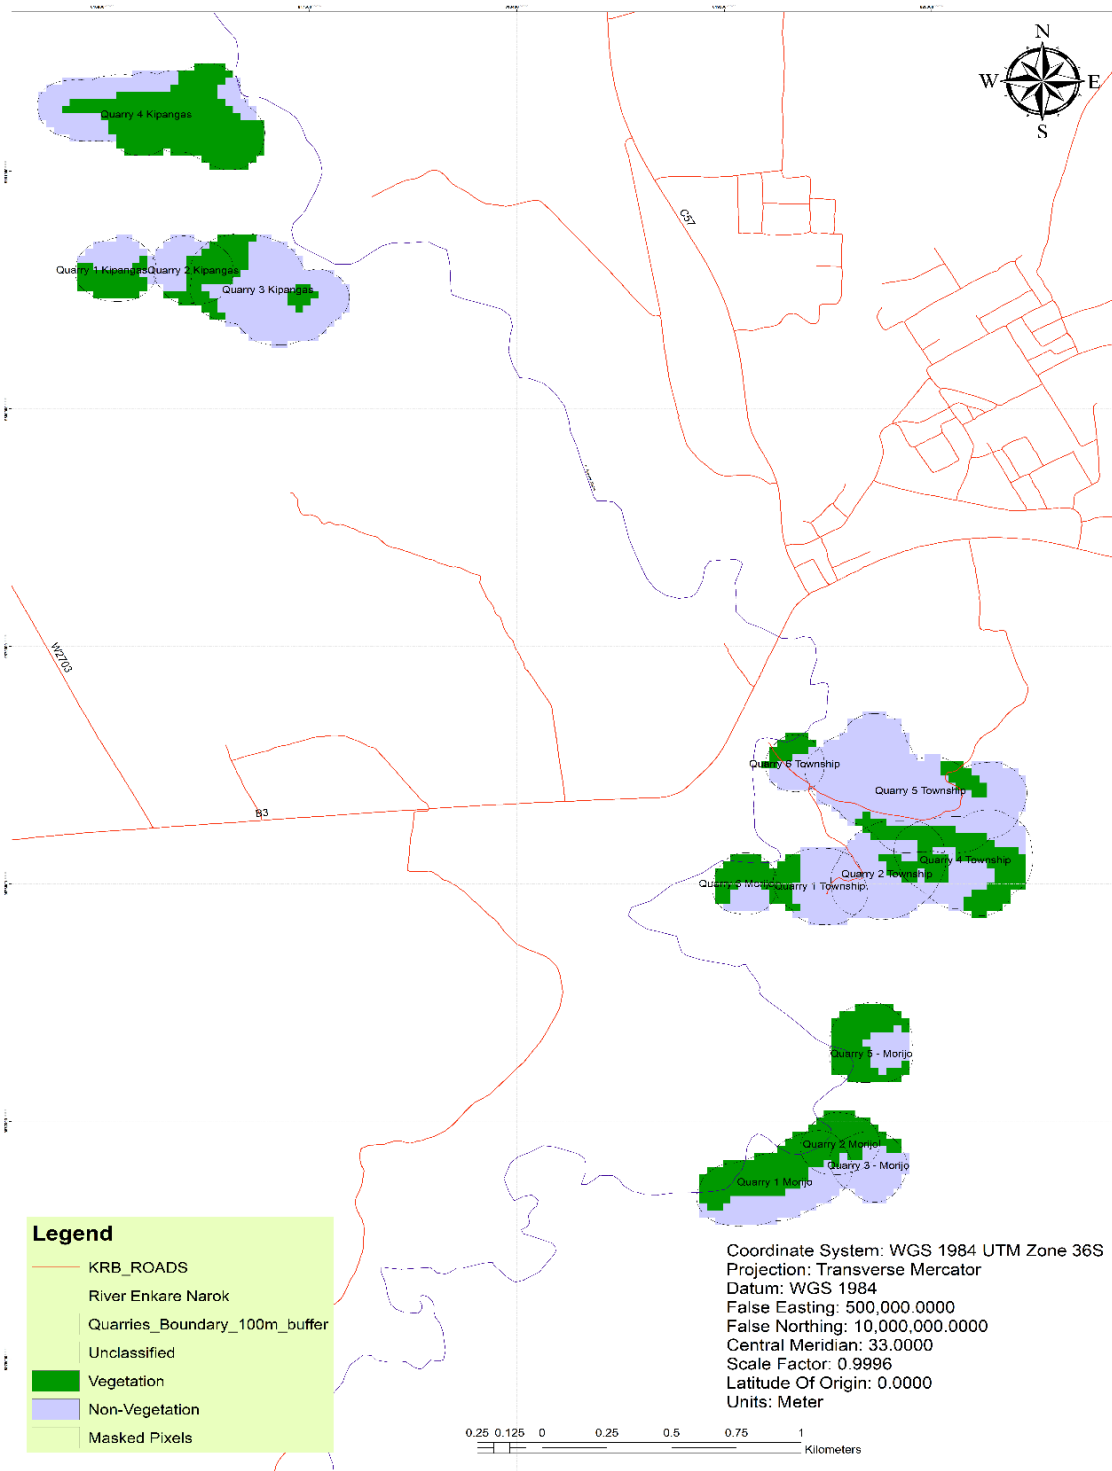 N
W E
S
Quarry 4 Kipangas
C57
Quarry 1 Kipangas
Quarry 2 Kipangas
Quarry 3 Kipangas
W2703
B3
Quarry 6 Township
Quarry 5 Township
Quarry 4 Township
Quarry 2 Township
Quarry 1 Township
Quarry 5 - Morijo
Quarry 2 Morijo
Quarry 3 - Morijo
Quarry 1 Morijo
Legend
KRB_ROADS
River Enkare Narok
Quarries_Boundary_100m_buffer
Unclassified
Vegetation
Non-Vegetation
Masked Pixels
Coordinate System: WGS 1984 UTM Zone 36S
Projection: Transverse Mercator
Datum: WGS 1984
False Easting: 500,000.0000
False Northing: 10,000,000.0000
Central Meridian: 33.0000
Scale Factor: 0.9996
Latitude Of Origin: 0.0000
Units: Meter
0.25 0.125 0 0.25 0.5 0.75 1
Kilometers